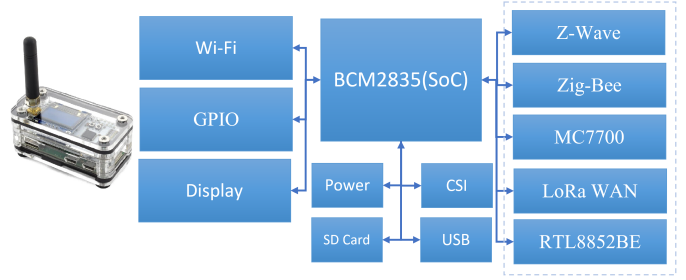 Wi-Fi
GPIO
Display
BCM2835(SoC)
Power
CSI
SD Card
USB
Z-Wave
Zig-Bee
MC7700
LoRa WAN
RTL8852BE